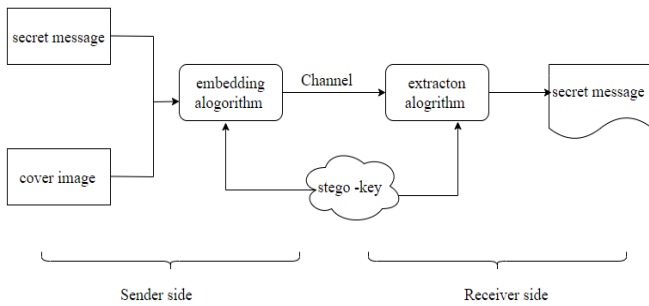 secret message
embedding
alogorithm
Channel
extracton
alogrithm
secret message
cover image
stego -key
Sender side
Receiver side